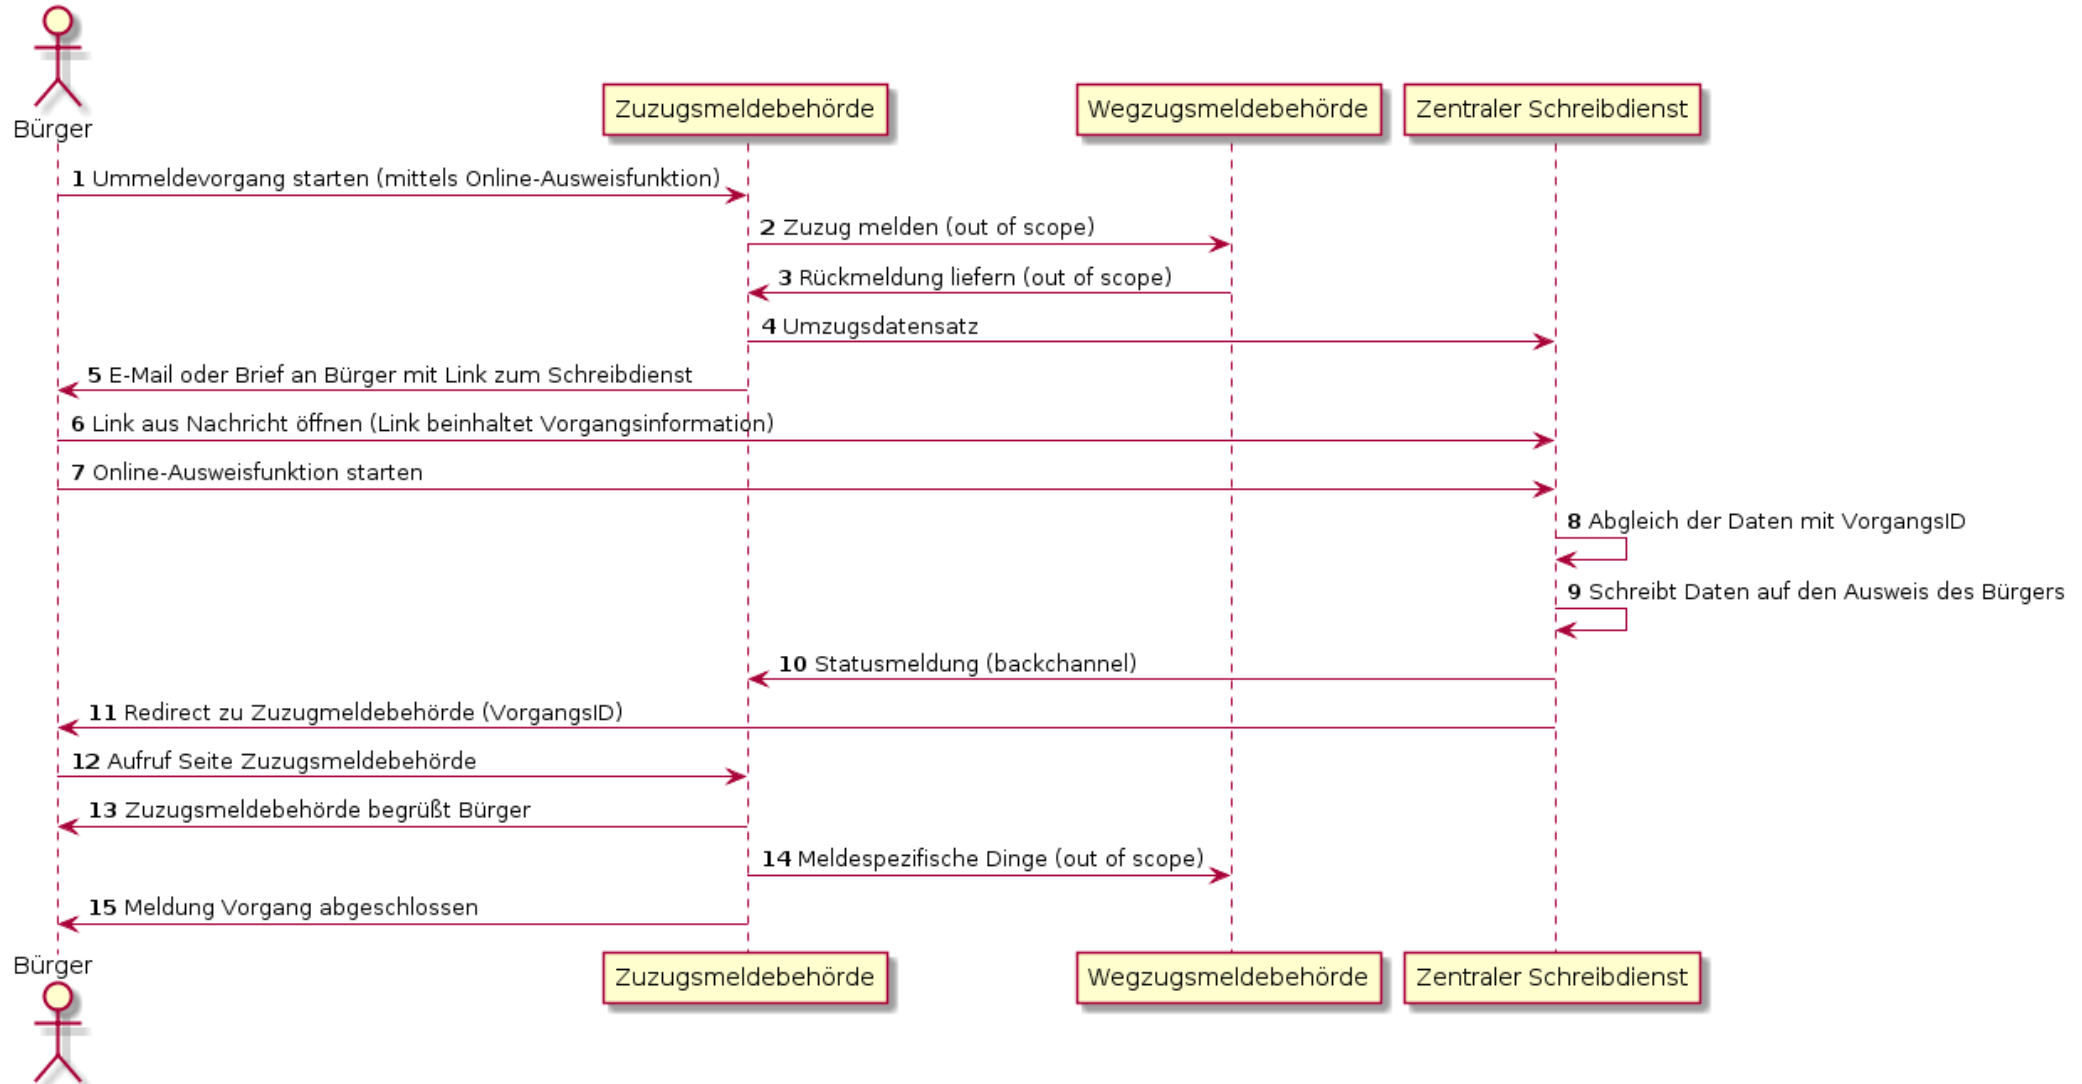 Bürger
Zuzugsmeldebehörde
Wegzugsmeldebehörde
Zentraler Schreibdienst
1 Ummeldevorgang starten (mittels Online-Ausweisfunktion)
2 Zuzug melden (out of scope)
3 Rückmeldung liefern (out of scope)
4 Umzugsdatensatz
5 E-Mail oder Brief an Bürger mit Link zum Schreibdienst
6 Link aus Nachricht öffnen (Link beinhaltet Vorgangsinformation)
7 Online-Ausweisfunktion starten
8 Abgleich der Daten mit VorgangsID
9 Schreibt Daten auf den Ausweis des Bürgers
10 Statusmeldung (backchannel)
11 Redirect zu Zuzugmeldebehörde (VorgangsID)
12 Aufruf Seite Zuzugsmeldebehörde
13 Zuzugsmeldebehörde begrüßt Bürger
14 Meldespezifische Dinge (out of scope)
15 Meldung Vorgang abgeschlossen
Bürger
Zuzugsmeldebehörde
Wegzugsmeldebehörde
Zentraler Schreibdienst